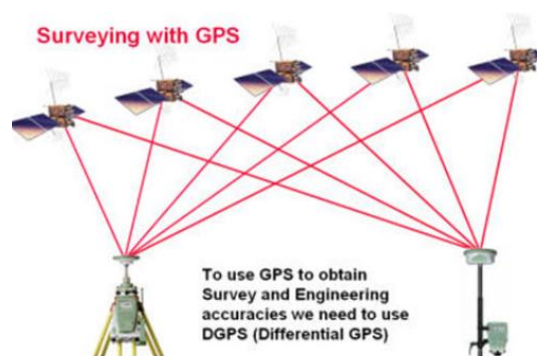 Surveying with GPS
To use GPS to obtain
Survey and Engineering
accuracies we need to use
DGPS (Differential GPS)